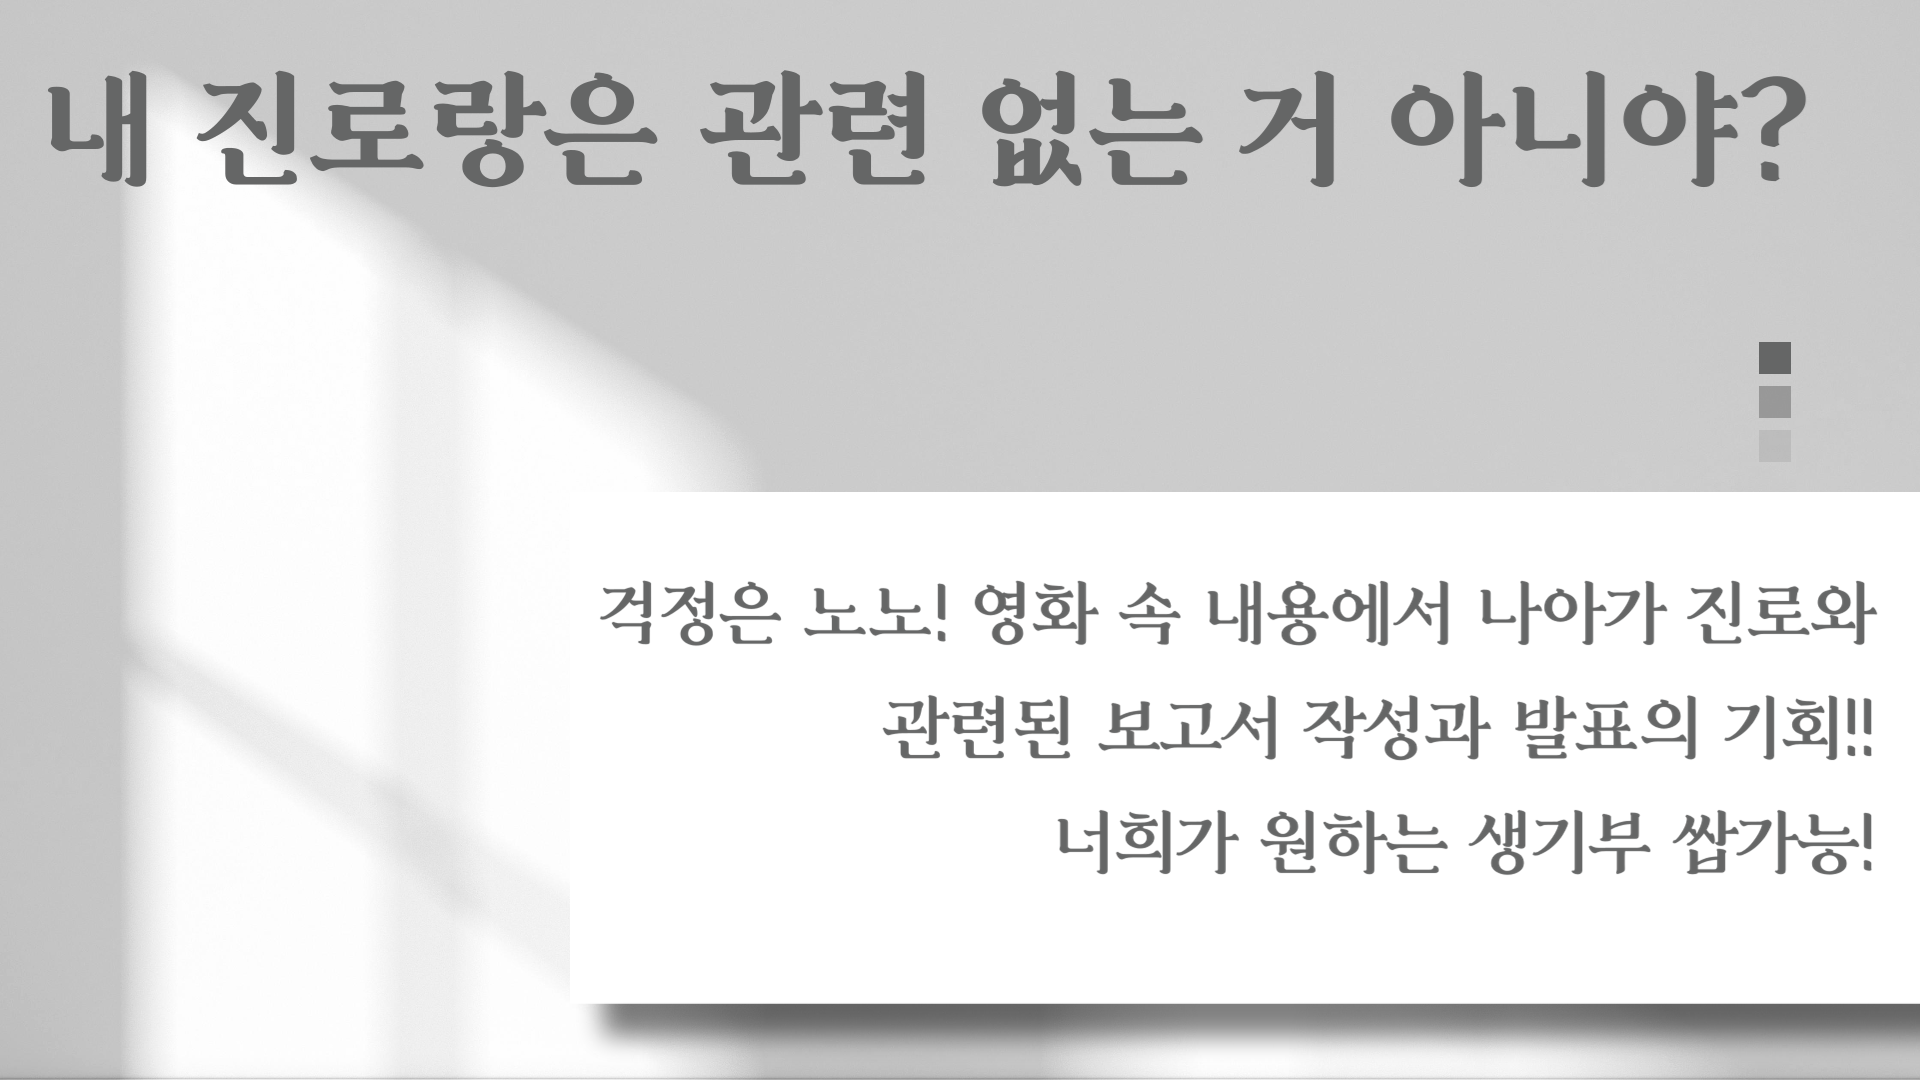 내 진로랑은 관련 없는 거 아니야?
걱정은 노노! 영화 속 내용에서 나아가 진로와
관련된 보고서 작성과 발표의 기회!!
너희가 원하는 생기부 쌉가능!